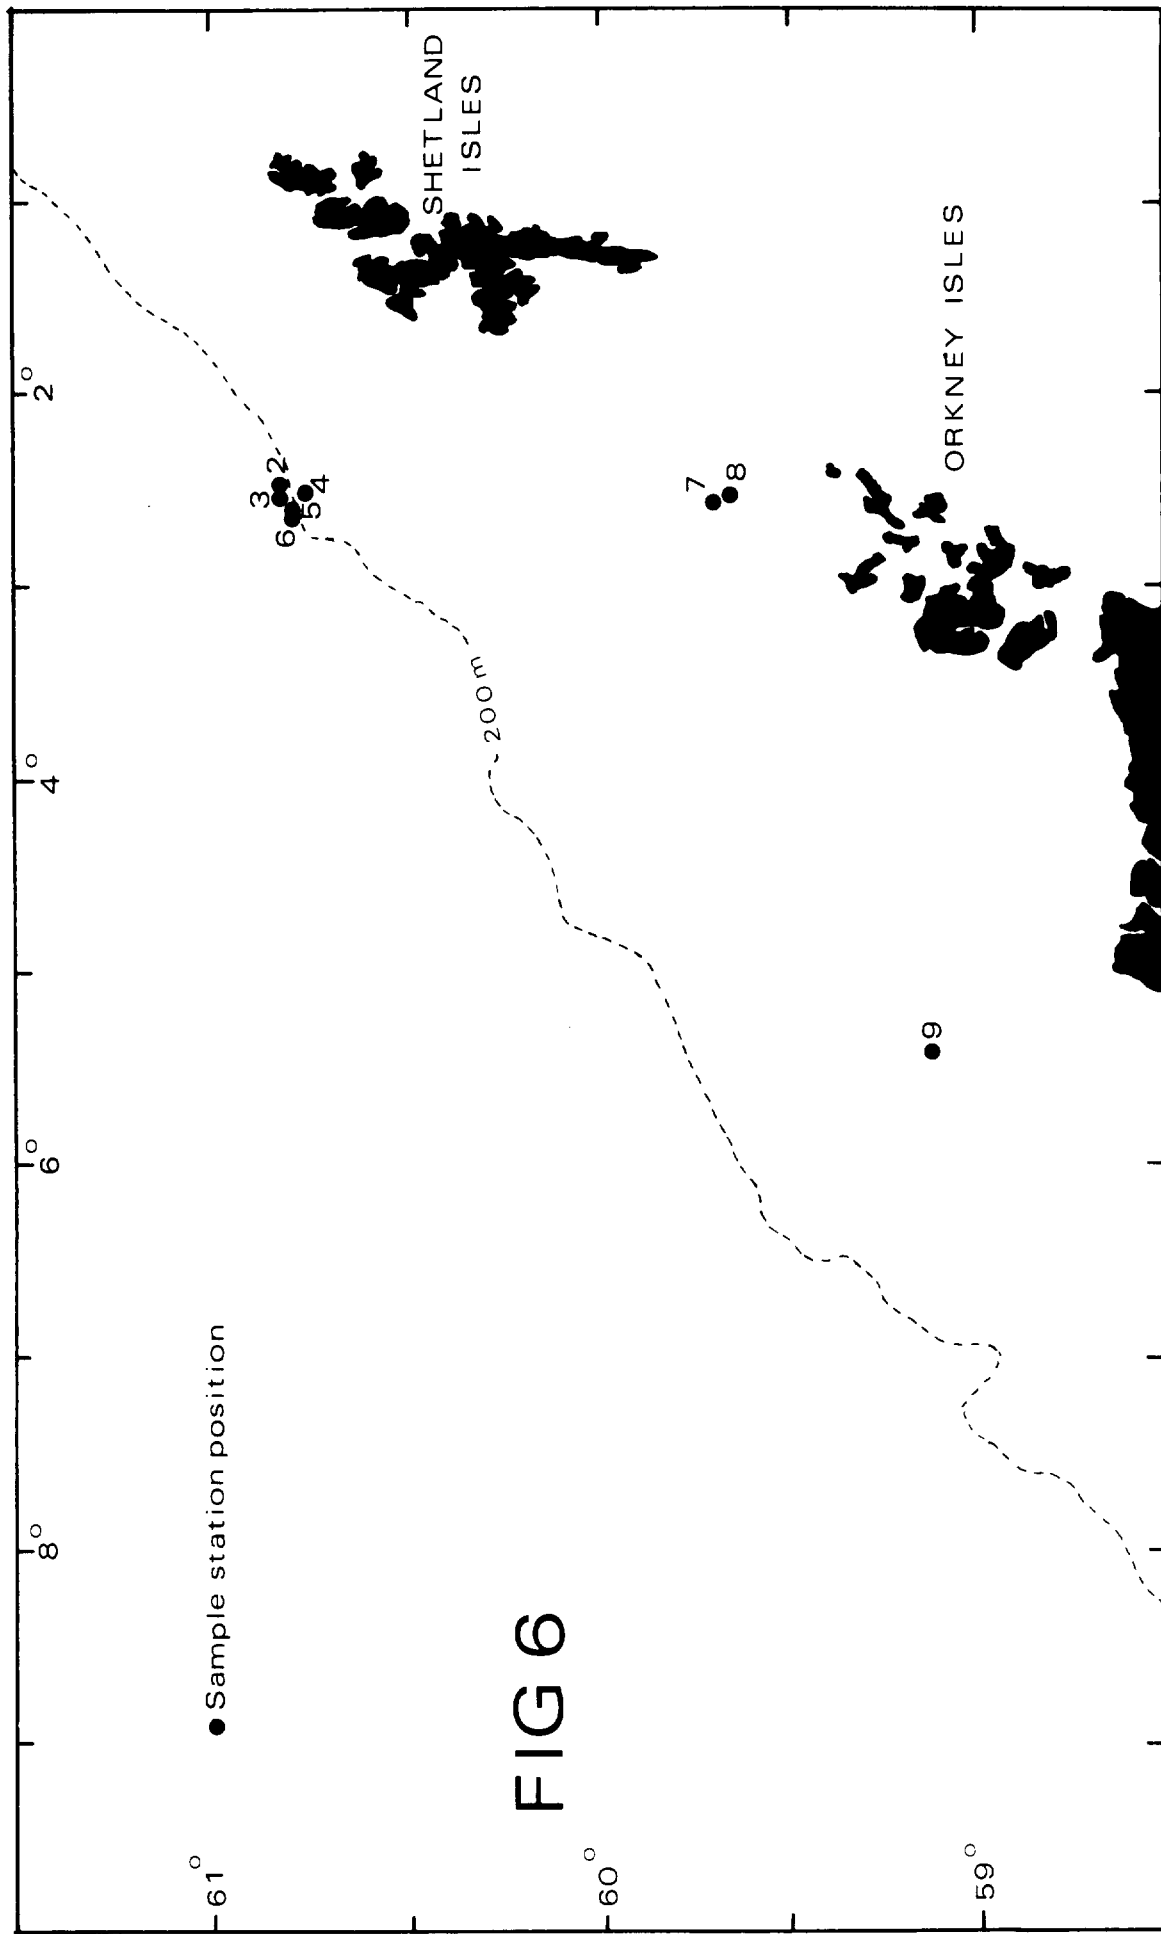 8°
6°
4°
2°
61°
60°
59°
● Sample station position
FIG 6
200m
SHETLAND
ISLES
ORKNEY ISLES
3
2
6
5
4
7
8
9